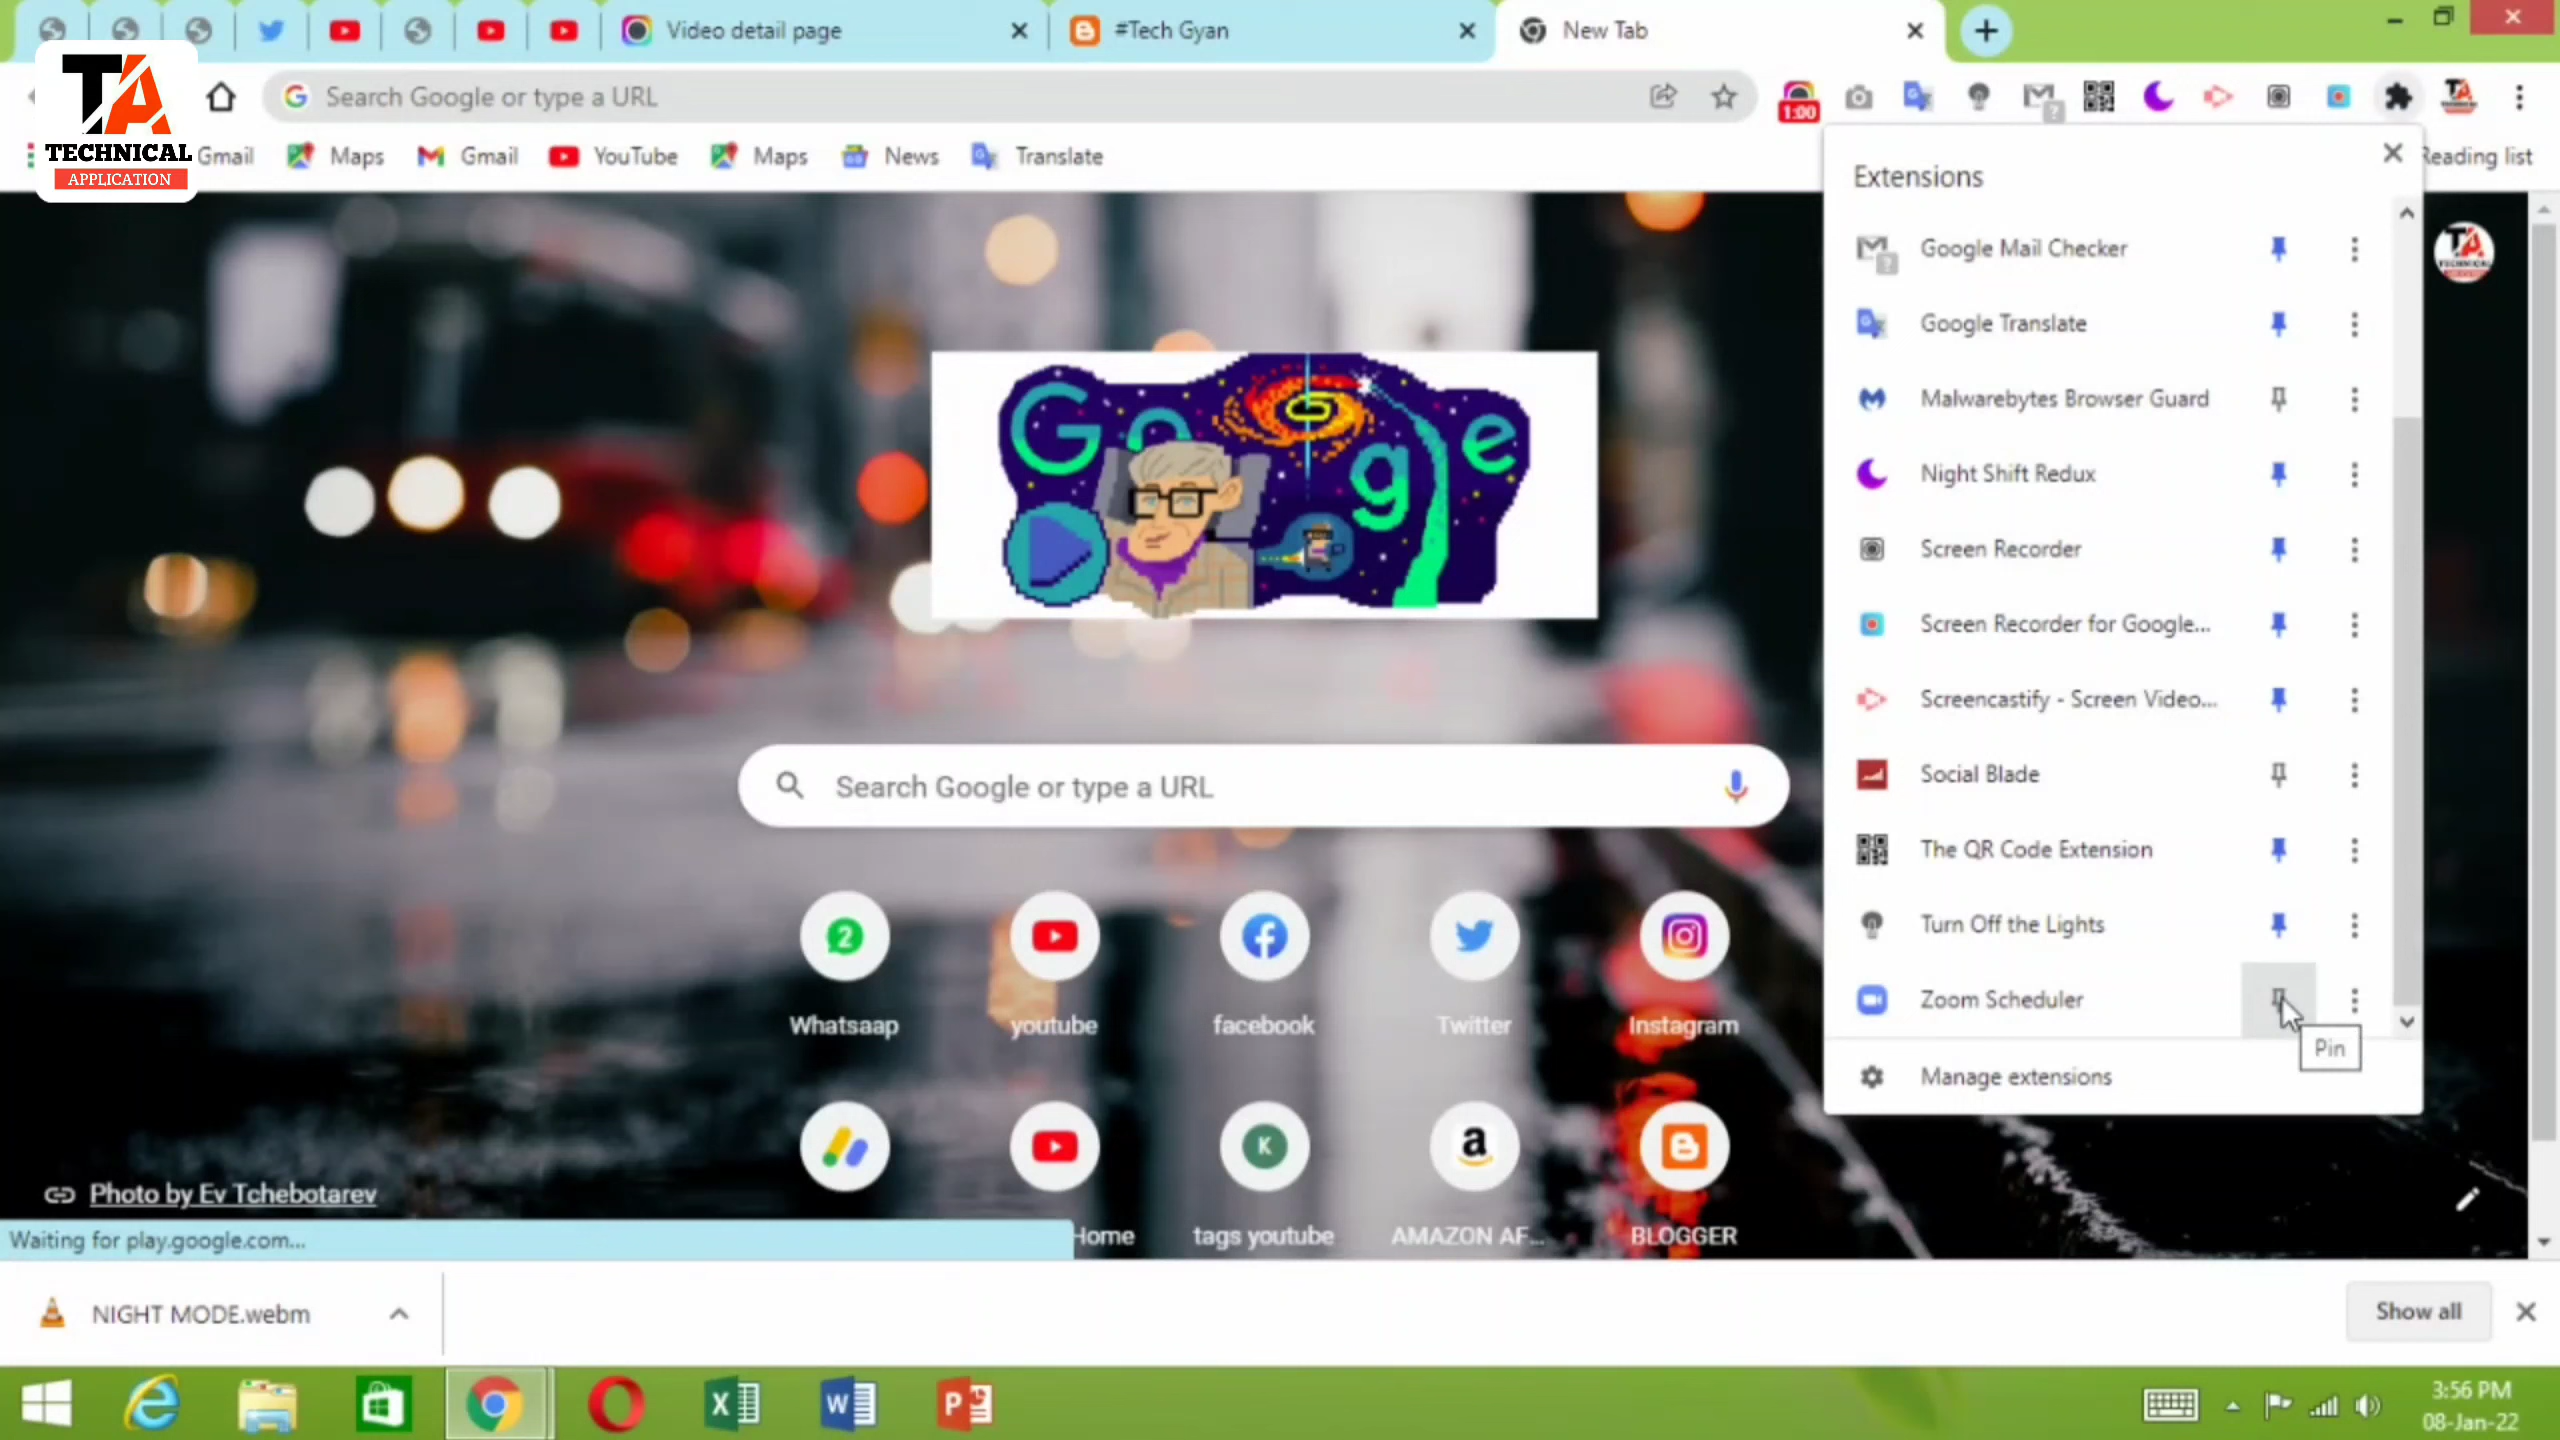 Video detail page
#Tech Gyan
New Tab
TA
TECHNICAL
APPLICATION
Search Google or type a URL
1:00
Gmail
Maps
Gmail
YouTube
Maps
News
Translate
Reading list
Extensions
Google Mail Checker
Google Translate
Malwarebytes Browser Guard
Night Shift Redux
Screen Recorder
Screen Recorder for Google...
Screencastify - Screen Video...
Social Blade
The QR Code Extension
Turn Off the Lights
Zoom Scheduler
Pin
Manage extensions
Google
Search Google or type a URL
2
Whatsaap
youtube
facebook
Twitter
Instagram
K
a
Home
tags youtube
AMAZON AF...
BLOGGER
Photo by Ev Tchebotarev
Waiting for play.google.com...
NIGHT MODE.webm
Show all
3:56 PM
08-Jan-22